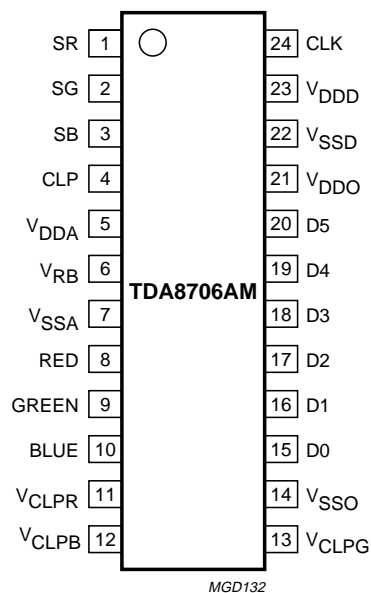 SR 1 24 CLK
SG 2 23 VDDD
SB 3 22 VSSD
CLP 4 21 VDDO
VDDA 5 20 D5
VRB 6 19 D4
TDA8706AM
VSSA 7 18 D3
RED 8 17 D2
GREEN 9 16 D1
BLUE 10 15 D0
VCLPR 11 14 VSSO
VCLPB 12 13 VCLPG
MGD132